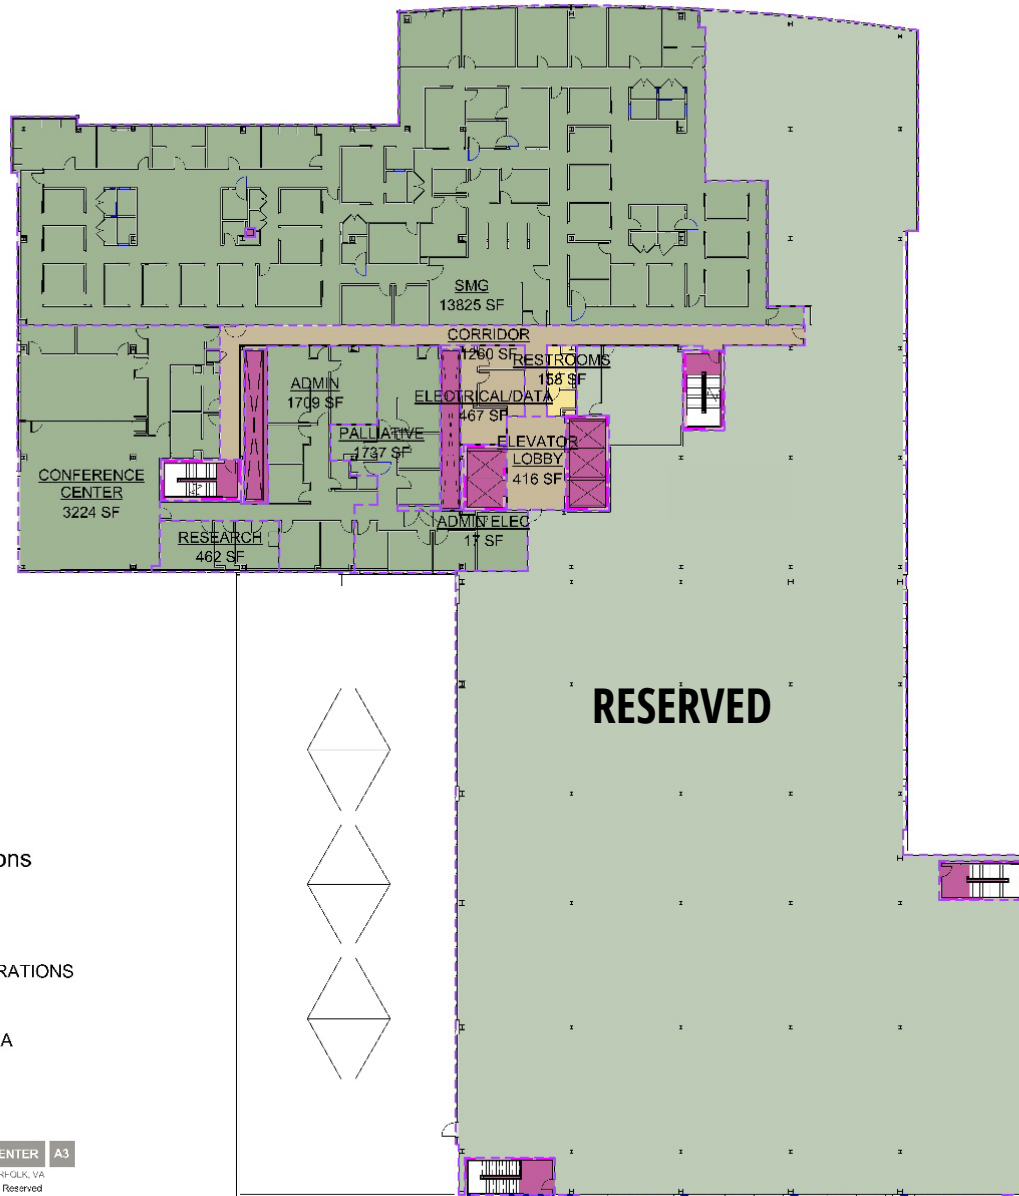 SMG
13825 SF
CORRIDOR
1260 SF
RESTROOMS
158 SF
ADMIN
1709 SF
ELECTRICAL/DATA
467 SF
PALLIATIVE
1737 SF
ELEVATOR
LOBBY
416 SF
CONFERENCE
CENTER
3224 SF
ADMIN ELEC
17 SF
RESEARCH
462 SF
RESERVED
ons
RATIONS
A
ENTER A3
RFOLK, VA
Reserved